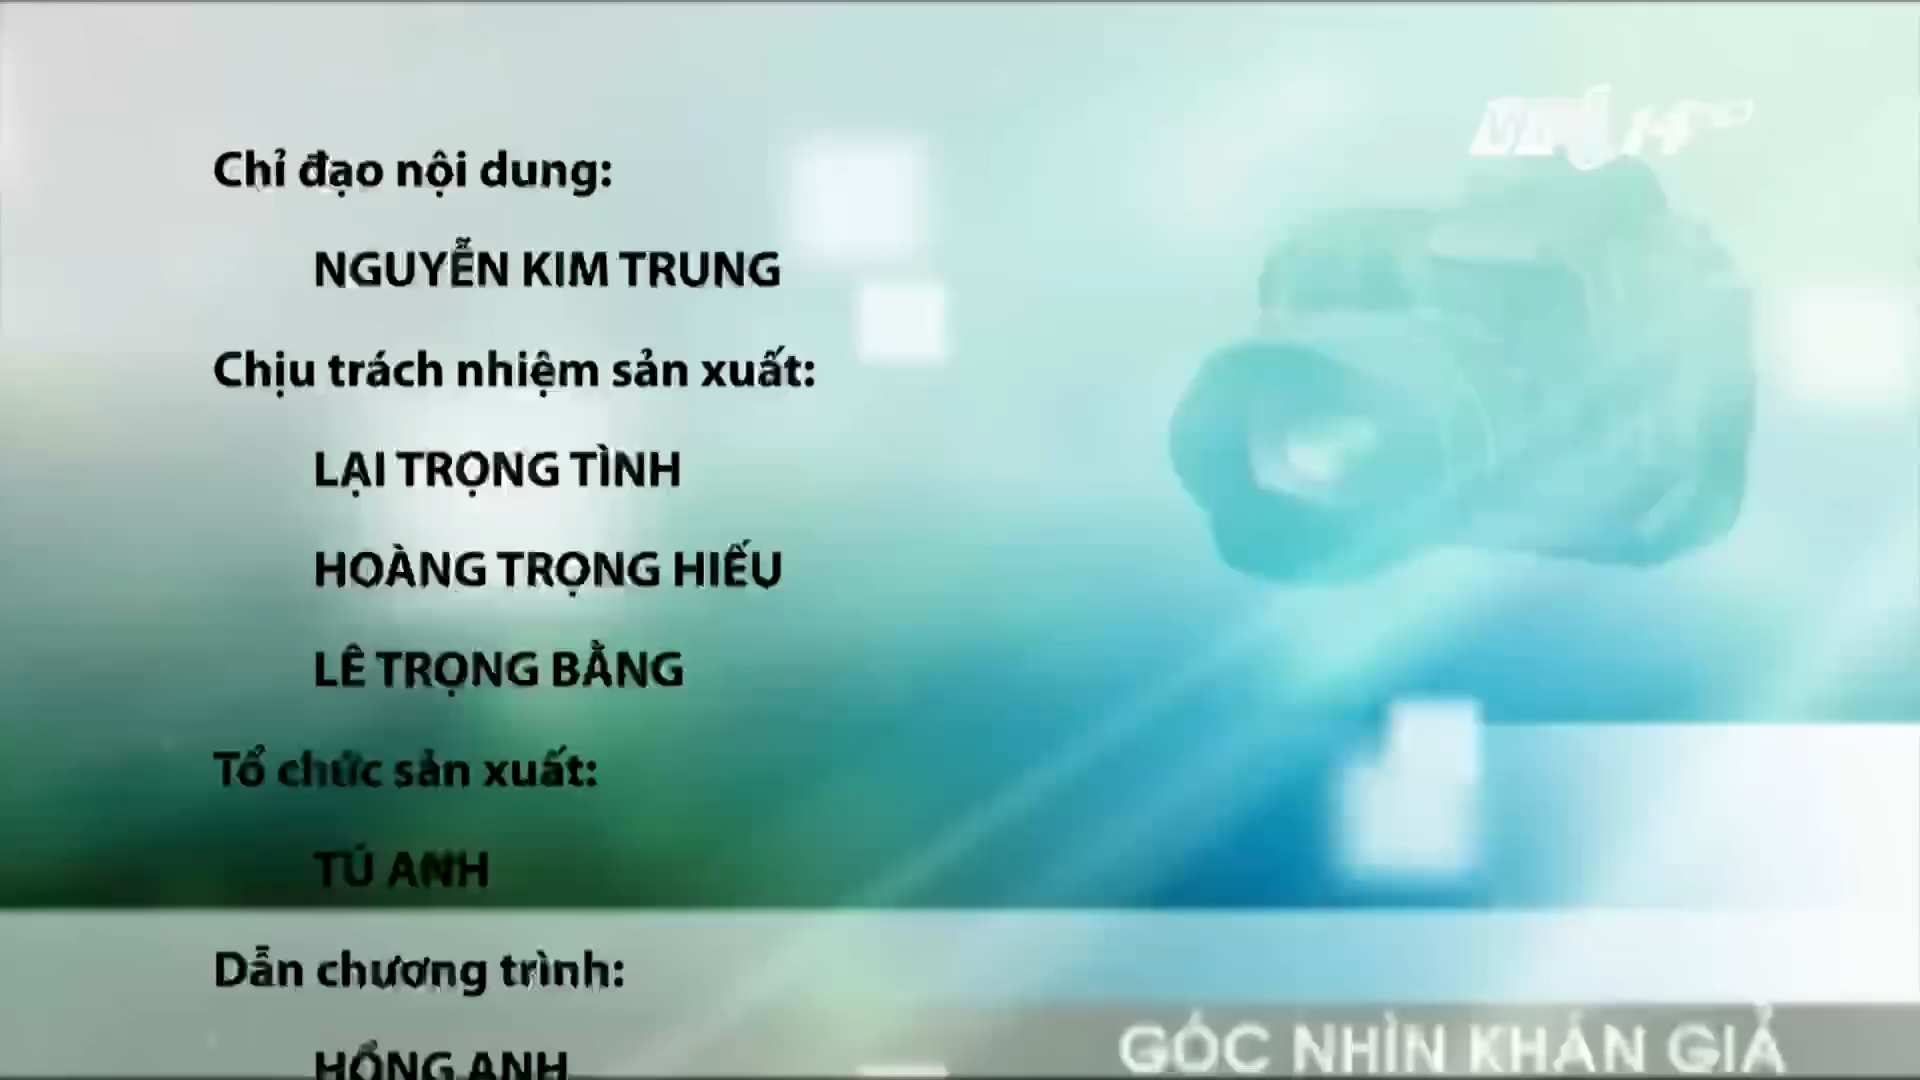 Chỉ đạo nội dung:
NGUYỄN KIM TRUNG
Chịu trách nhiệm sản xuất:
LẠI TRỌNG TÌNH
HOÀNG TRỌNG HIẾU
LÊ TRỌNG BẰNG
Tổ chức sản xuất:
TÚ ANH
Dẫn chương trình:
HỒNG ANH
GÓC NHÌN KHÁN GIẢ